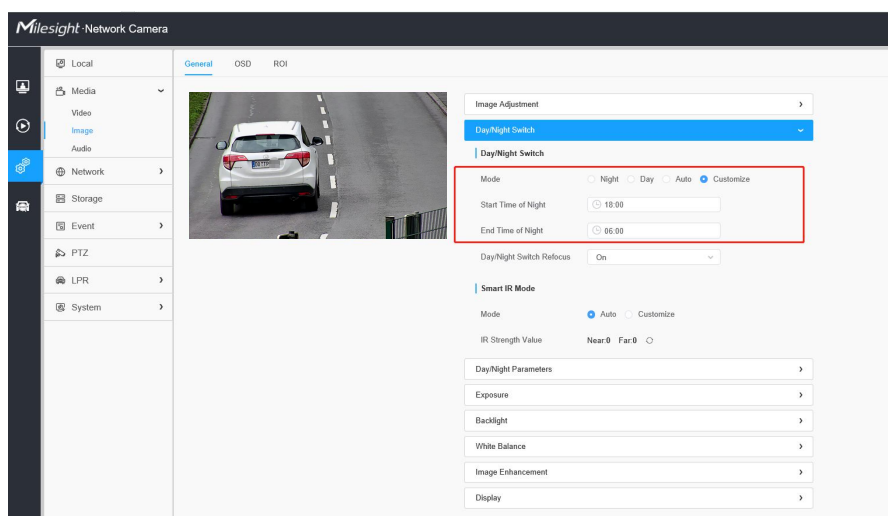 Milesight-Network Camera
Local
Media
Video
Image
Audio
Network
Storage
Event
PTZ
LPR
System
General OSD ROI
Image Adjustment
Day/Night Switch
Day/Night Switch
Mode Night Day Auto Customize
Start Time of Night 18:00
End Time of Night 06:00
Day/Night Switch Refocus On
Smart IR Mode
Mode Auto Customize
IR Strength Value Near:0 Far:0
Day/Night Parameters
Exposure
Backlight
White Balance
Image Enhancement
Display